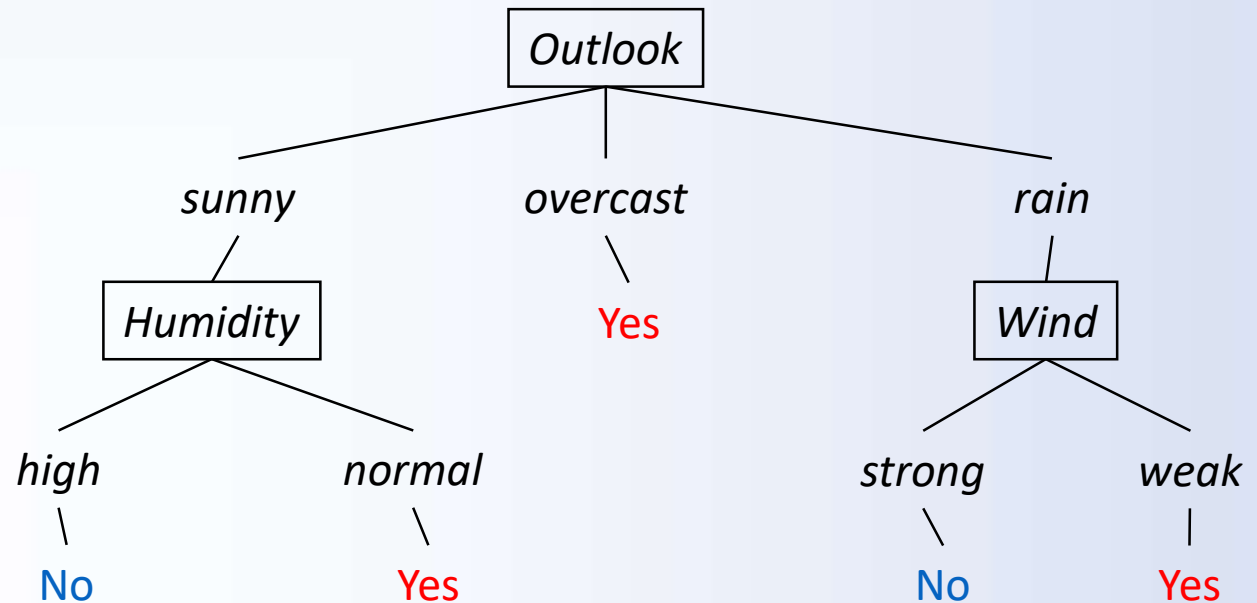 Outlook
sunny overcast rain
Humidity Yes Wind
high normal strong weak
No Yes No Yes